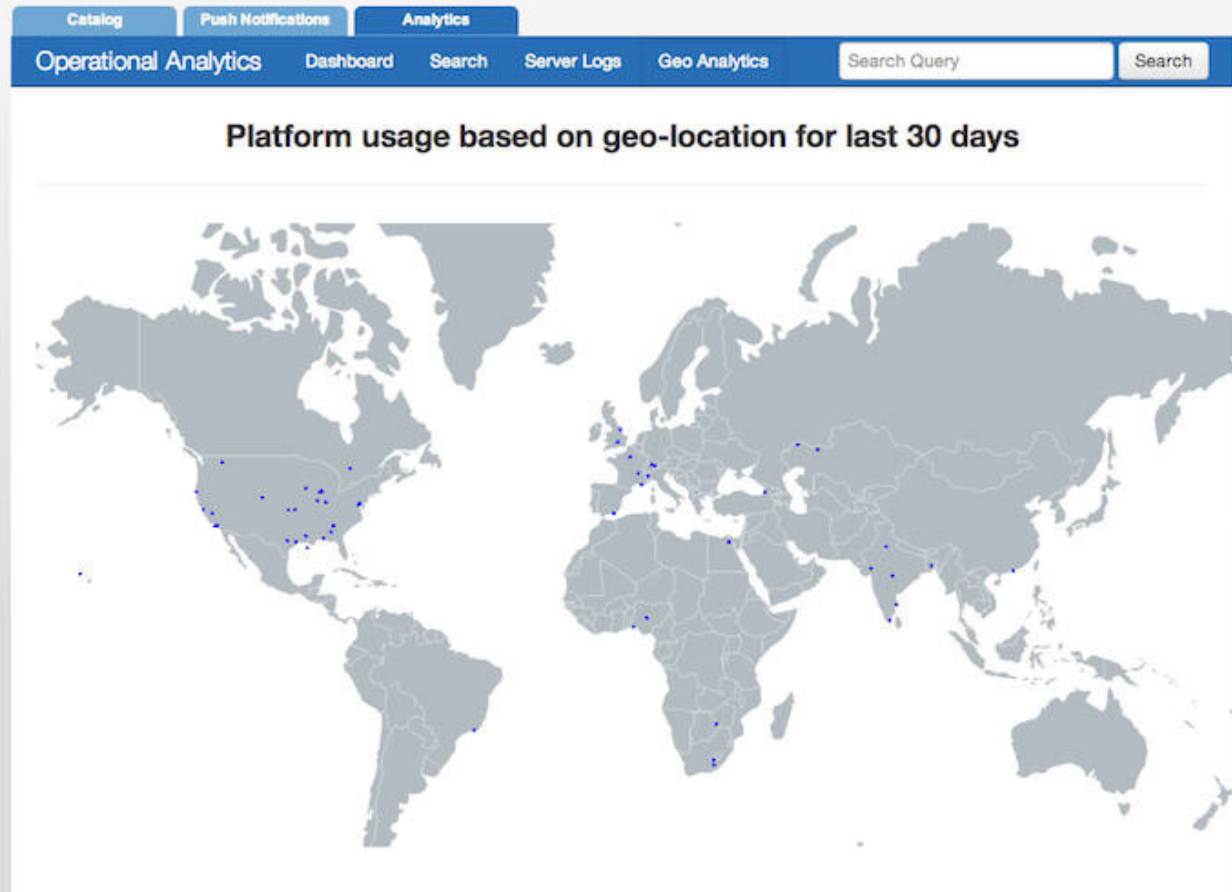 Catalog Push Notifications Analytics
Operational Analytics Dashboard Search Server Logs Geo Analytics Search Query Search
Platform usage based on geo-location for last 30 days